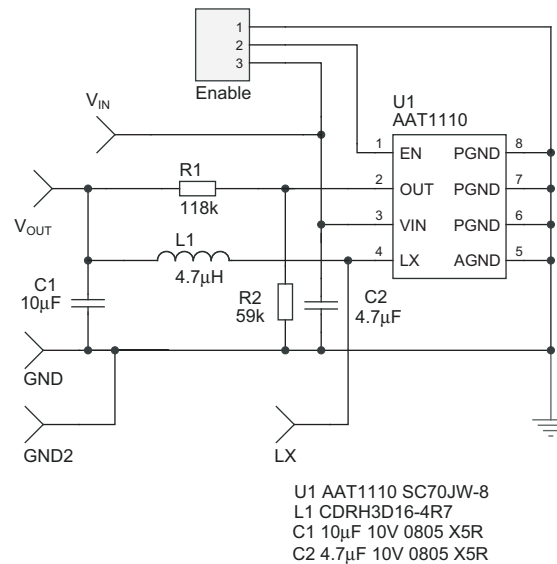 1
2
3
Enable
V_IN
U1
AAT1110
1 EN PGND 8
2 OUT PGND 7
3 VIN PGND 6
4 LX AGND 5
R1
118k
V_OUT
L1
4.7μH
C1
10μF
R2
59k
C2
4.7μF
GND
GND2
LX
U1 AAT1110 SC70JW-8
L1 CDRH3D16-4R7
C1 10μF 10V 0805 X5R
C2 4.7μF 10V 0805 X5R